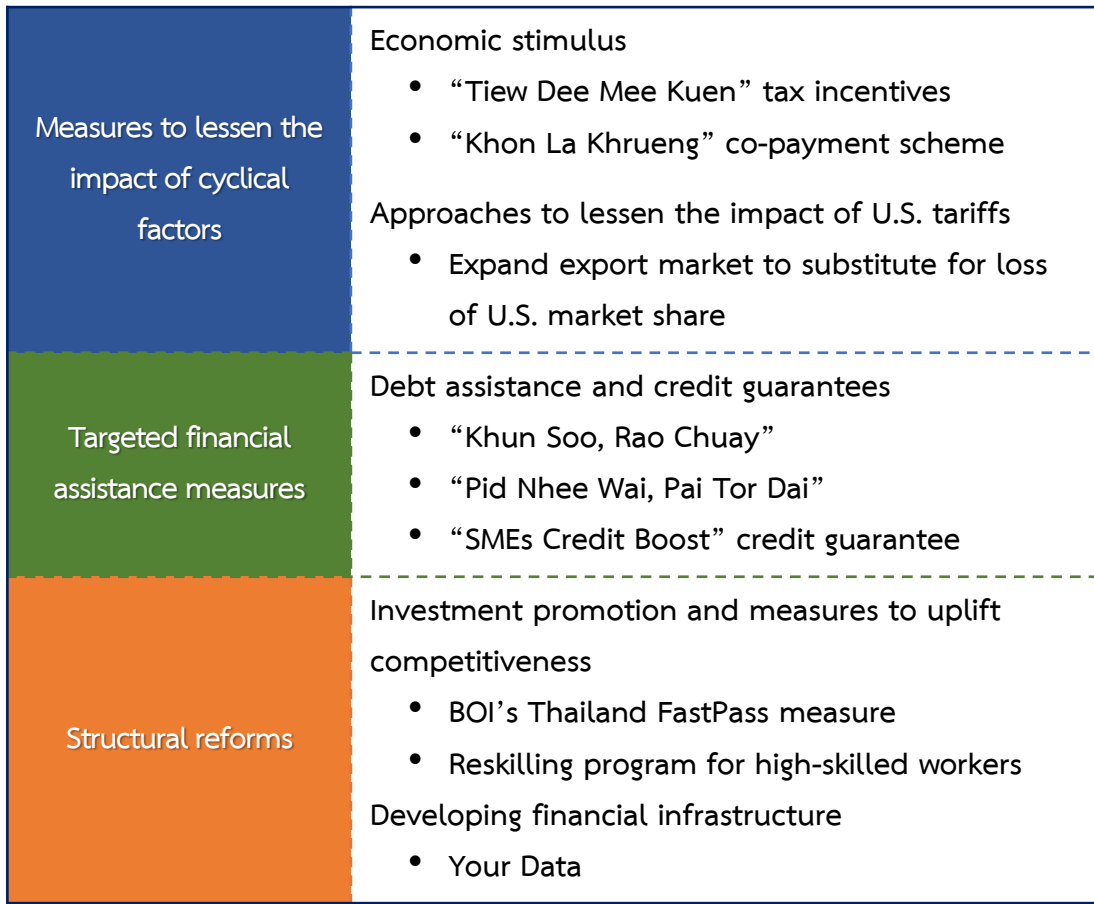 Measures to lessen the
impact of cyclical
factors
Economic stimulus
• “Tiew Dee Mee Kuen” tax incentives
• “Khon La Khrueng” co-payment scheme
Approaches to lessen the impact of U.S. tariffs
• Expand export market to substitute for loss
of U.S. market share
Targeted financial
assistance measures
Debt assistance and credit guarantees
• “Khun Soo, Rao Chuay”
• “Pid Nhee Wai, Pai Tor Dai”
• “SMEs Credit Boost” credit guarantee
Structural reforms
Investment promotion and measures to uplift
competitiveness
• BOI’s Thailand FastPass measure
• Reskilling program for high-skilled workers
Developing financial infrastructure
• Your Data